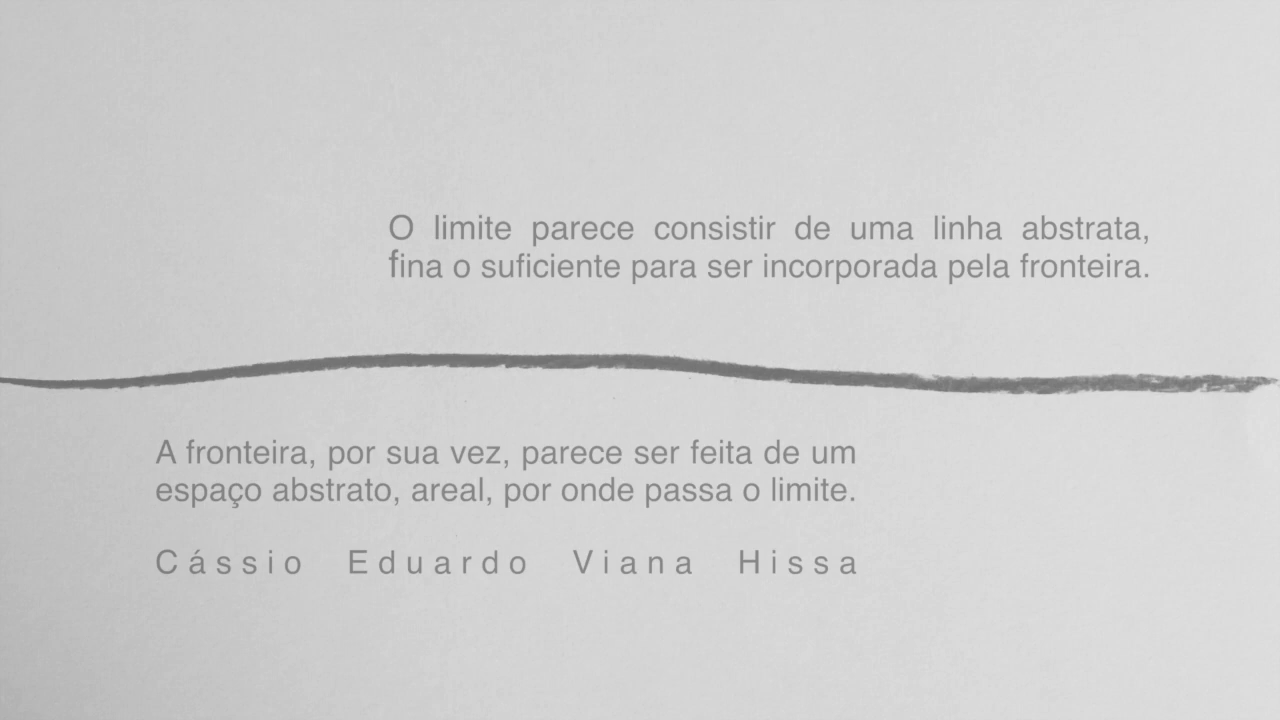 O limite parece consistir de uma linha abstrata,
fina o suficiente para ser incorporada pela fronteira.
A fronteira, por sua vez, parece ser feita de um
espaço abstrato, areal, por onde passa o limite.
Cássio Eduardo Viana Hissa